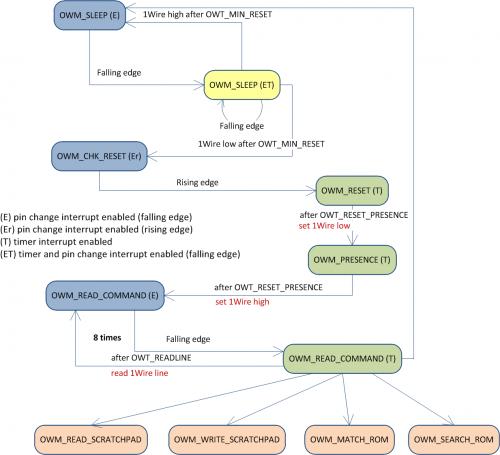 OWM_SLEEP (E)
1Wire high after OWT_MIN_RESET
Falling edge
OWM_SLEEP (ET)
Falling edge
1Wire low after OWT_MIN_RESET
OWM_CHK_RESET (Er)
Rising edge
OWM_RESET (T)
(E) pin change interrupt enabled (falling edge)
(Er) pin change interrupt enabled (rising edge)
(T) timer interrupt enabled
(ET) timer and pin change interrupt enabled (falling edge)
after OWT_RESET_PRESENCE
set 1Wire low
OWM_PRESENCE (T)
after OWT_RESET_PRESENCE
set 1Wire high
OWM_READ_COMMAND (E)
8 times
Falling edge
after OWT_READLINE
read 1Wire line
OWM_READ_COMMAND (T)
OWM_READ_SCRATCHPAD
OWM_WRITE_SCRATCHPAD
OWM_MATCH_ROM
OWM_SEARCH_ROM